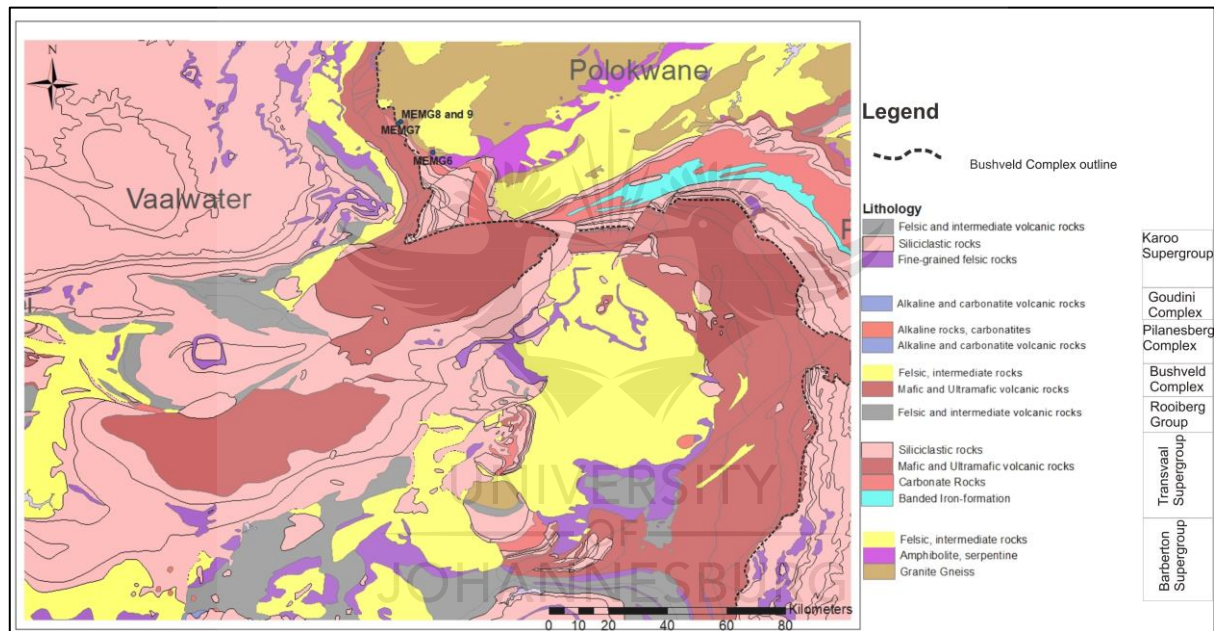 N
Polokwane
MEMG8 and 9
MEMG7
MEMG6
Vaalwater
UNIVERSITY
OF
JOHANNESBURG
Kilometers
0 10 20 40 60 80
Legend
Bushveld Complex outline
Lithology
Felsic and intermediate volcanic rocks
Siliciclastic rocks
Fine-grained felsic rocks
Karoo
Supergroup
Alkaline and carbonatite volcanic rocks
Goudini
Complex
Alkaline rocks, carbonatites
Alkaline and carbonatite volcanic rocks
Pilanesberg
Complex
Felsic, intermediate rocks
Mafic and Ultramafic volcanic rocks
Bushveld
Complex
Felsic and intermediate volcanic rocks
Rooiberg
Group
Siliciclastic rocks
Mafic and Ultramafic volcanic rocks
Carbonate Rocks
Banded Iron-formation
Transvaal
Supergroup
Felsic, intermediate rocks
Amphibolite, serpentine
Granite Gneiss
Barberton
Supergroup